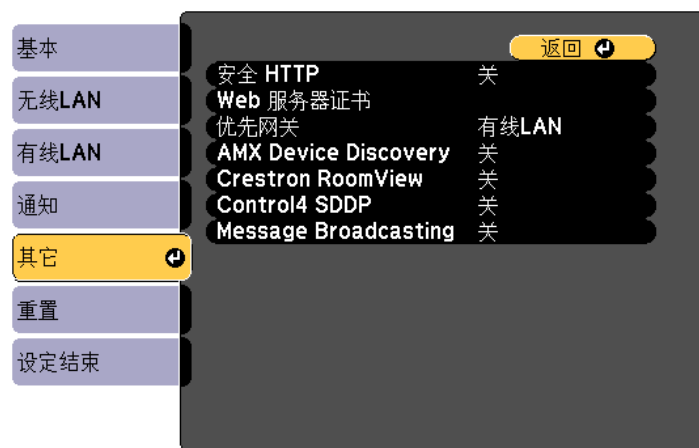 基本
无线LAN
有线LAN
通知
其它
重置
设定结束
返回
安全 HTTP 关
Web 服务器证书
优先网关 有线LAN
AMX Device Discovery 关
Crestron RoomView 关
Control4 SDDP 关
Message Broadcasting 关